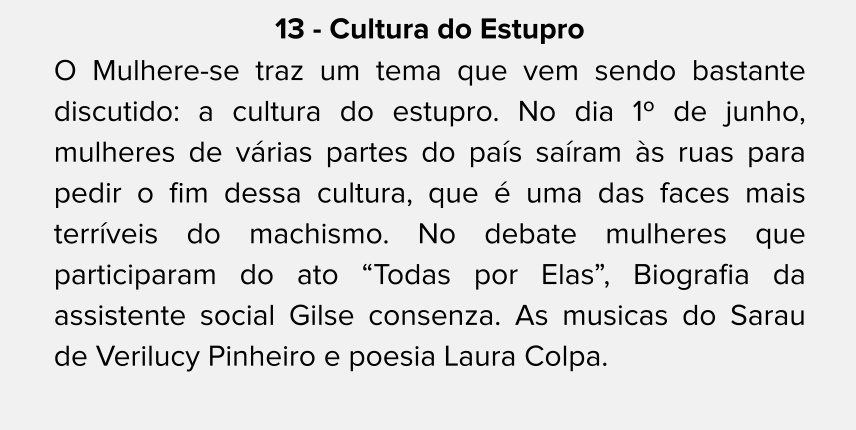 13 - Cultura do Estupro
O Mulhere-se traz um tema que vem sendo bastante
discutido: a cultura do estupro. No dia 1º de junho,
mulheres de várias partes do país saíram às ruas para
pedir o fim dessa cultura, que é uma das faces mais
terríveis do machismo. No debate mulheres que
participaram do ato “Todas por Elas”, Biografia da
assistente social Gilse consenza. As musicas do Sarau
de Verilucy Pinheiro e poesia Laura Colpa.